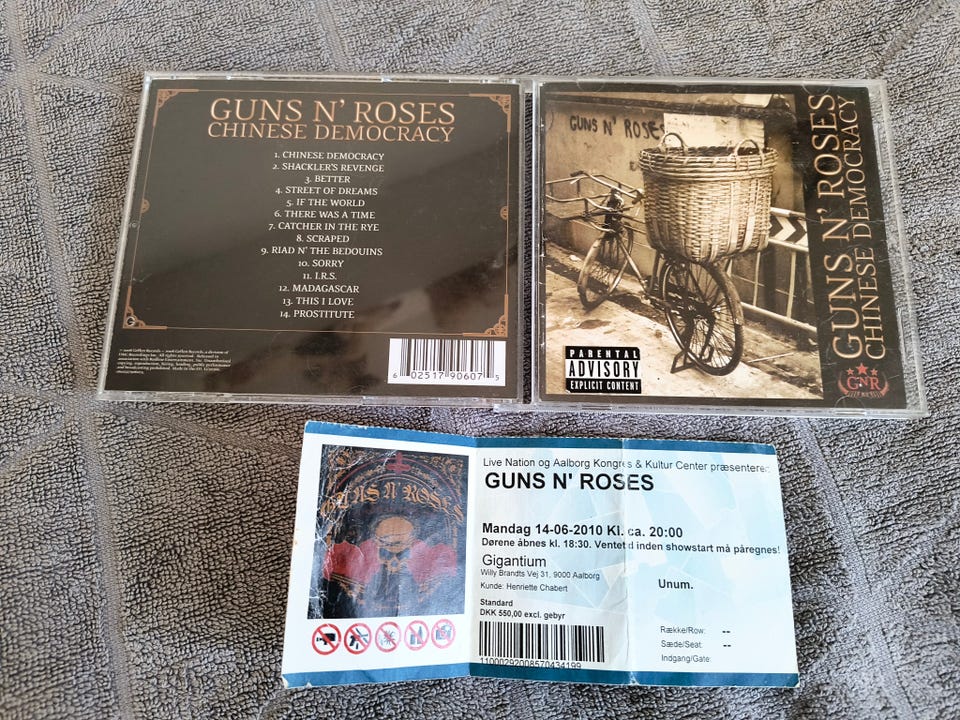 GUNS N' ROSES
CHINESE DEMOCRACY
1. CHINESE DEMOCRACY
2. SHACKLER'S REVENGE
3. BETTER
4. STREET OF DREAMS
5. IF THE WORLD
6. THERE WAS A TIME
7. CATCHER IN THE RYE
8. SCRAPED
9. RIAD N' THE BEDOUINS
10. SORRY
11. I.R.S.
12. MADAGASCAR
13. THIS I LOVE
14. PROSTITUTE
6 02517 90607 5
GUNS N' ROSES
PARENTAL
ADVISORY
EXPLICIT CONTENT
GUNS N' ROSES
CHINESE DEMOCRACY
GNR
GUNS N' ROSES
Live Nation og Aalborg Kongres & Kultur Center præsenterer
GUNS N' ROSES
Mandag 14-06-2010 Kl. ca. 20:00
Dørene åbnes kl. 18:30. Ventetid inden showstart må påregnes!
Gigantium
Willy Brandts Vej 31, 9000 Aalborg
Kunde: Henriette Chabert
Unum.
Standard
DKK 550,00 excl. gebyr
Række/Row: --
Sæde/Seat: --
Indgang/Gate:
11000292008570434199